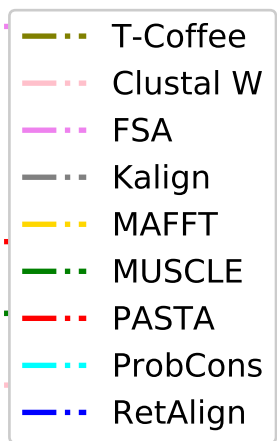 T-Coffee
Clustal W
FSA
Kalign
MAFFT
MUSCLE
PASTA
ProbCons
RetAlign